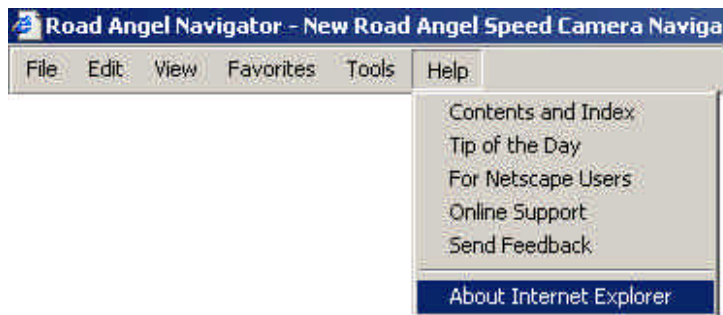 Road Angel Navigator - New Road Angel Speed Camera Naviga
File Edit View Favorites Tools Help
Contents and Index
Tip of the Day
For Netscape Users
Online Support
Send Feedback
About Internet Explorer